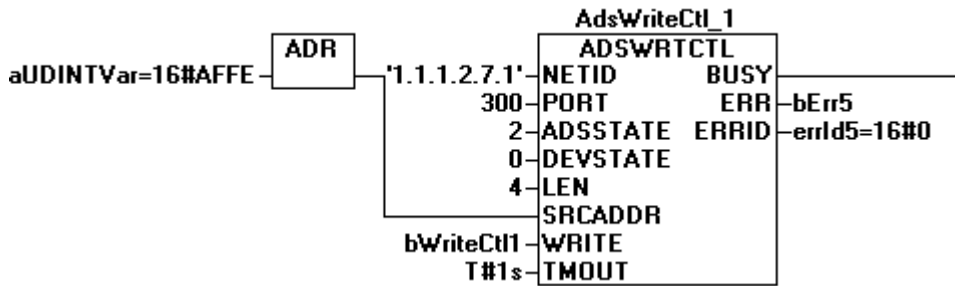 AdsWriteCtl_1
ADR ADSWRTCTL
aUDINTVar=16#AFFE '1.1.1.2.7.1' NETID BUSY
300 PORT ERR bErr5
2 ADSSTATE ERRID errId5=16#0
0 DEVSTATE
4 LEN
SRCADDR
bWriteCtl1 WRITE
T#1s TMOUT